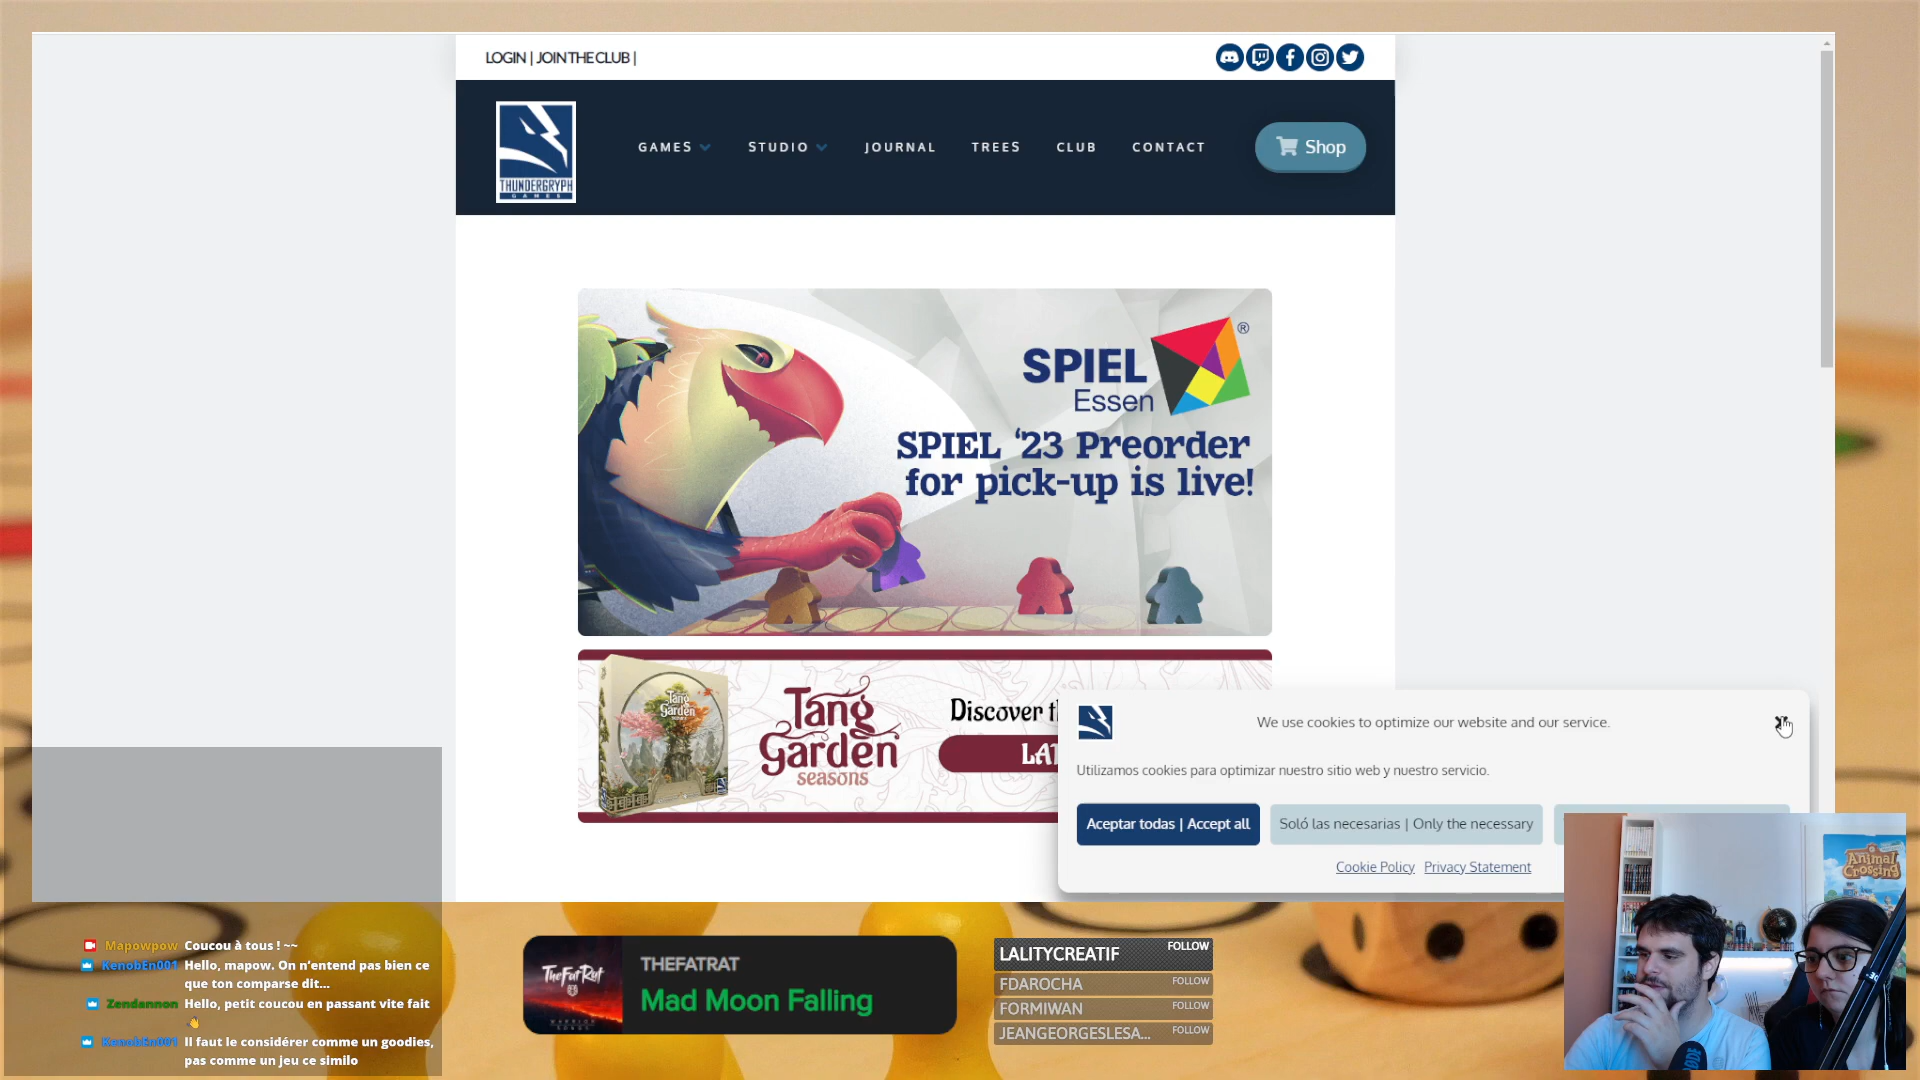 LOGIN | JOIN THE CLUB |
THUNDERGRYPH
GAMES
GAMES
STUDIO
JOURNAL
TREES
CLUB
CONTACT
Shop
SPIEL ®
Essen
SPIEL ‘23 Preorder
for pick-up is live!
Tang
Garden
Tang
Garden
seasons
Discover th
LA
We use cookies to optimize our website and our service.
Utilizamos cookies para optimizar nuestro sitio web y nuestro servicio.
Aceptar todas | Accept all
Soló las necesarias | Only the necessary
Cookie Policy Privacy Statement
Animal
Crossing
Mapowpow Coucou à tous ! ~~
KenobEn001 Hello, mapow. On n'entend pas bien ce
que ton comparse dit...
Zendannon Hello, petit coucou en passant vite fait
👋
KenobEn001 Il faut le considérer comme un goodies,
pas comme un jeu ce similo
TheFatRat
THEFATRAT
Mad Moon Falling
LALITYCREATIF FOLLOW
FDAROCHA FOLLOW
FORMIWAN FOLLOW
JEANGEORGESLESA... FOLLOW